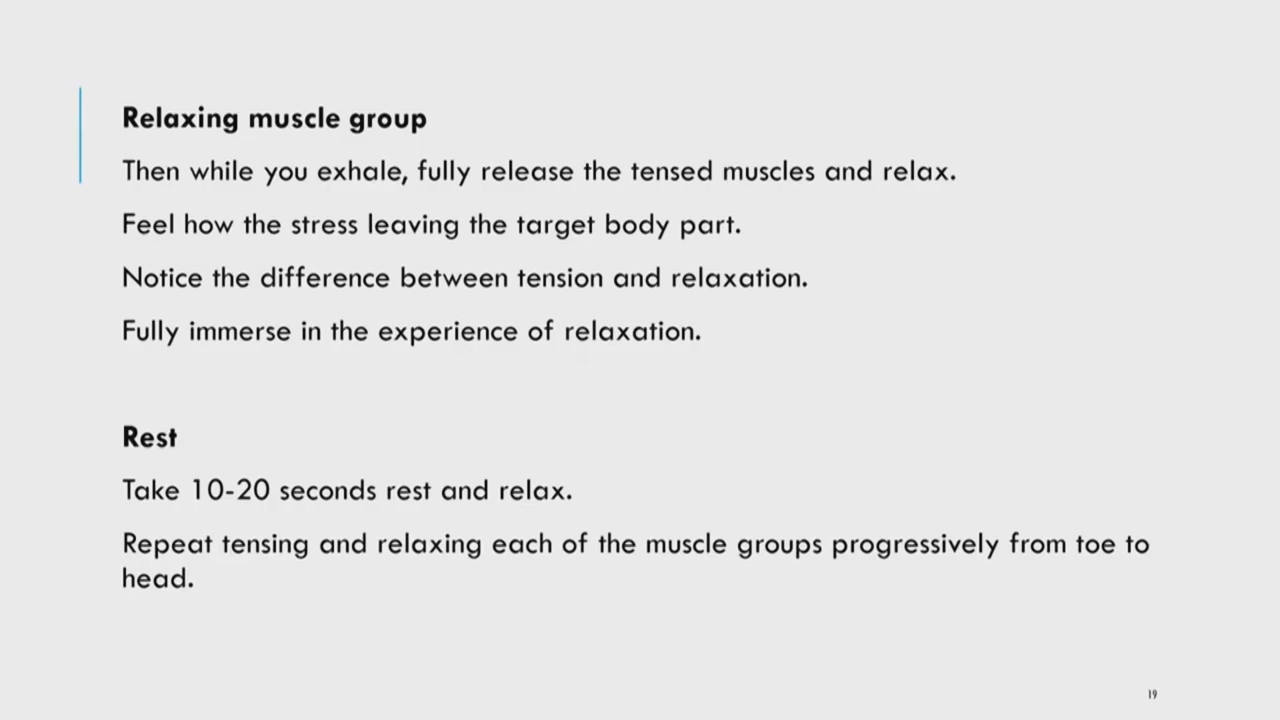 Relaxing muscle group
Then while you exhale, fully release the tensed muscles and relax.
Feel how the stress leaving the target body part.
Notice the difference between tension and relaxation.
Fully immerse in the experience of relaxation.
Rest
Take 10-20 seconds rest and relax.
Repeat tensing and relaxing each of the muscle groups progressively from toe to
head.
19